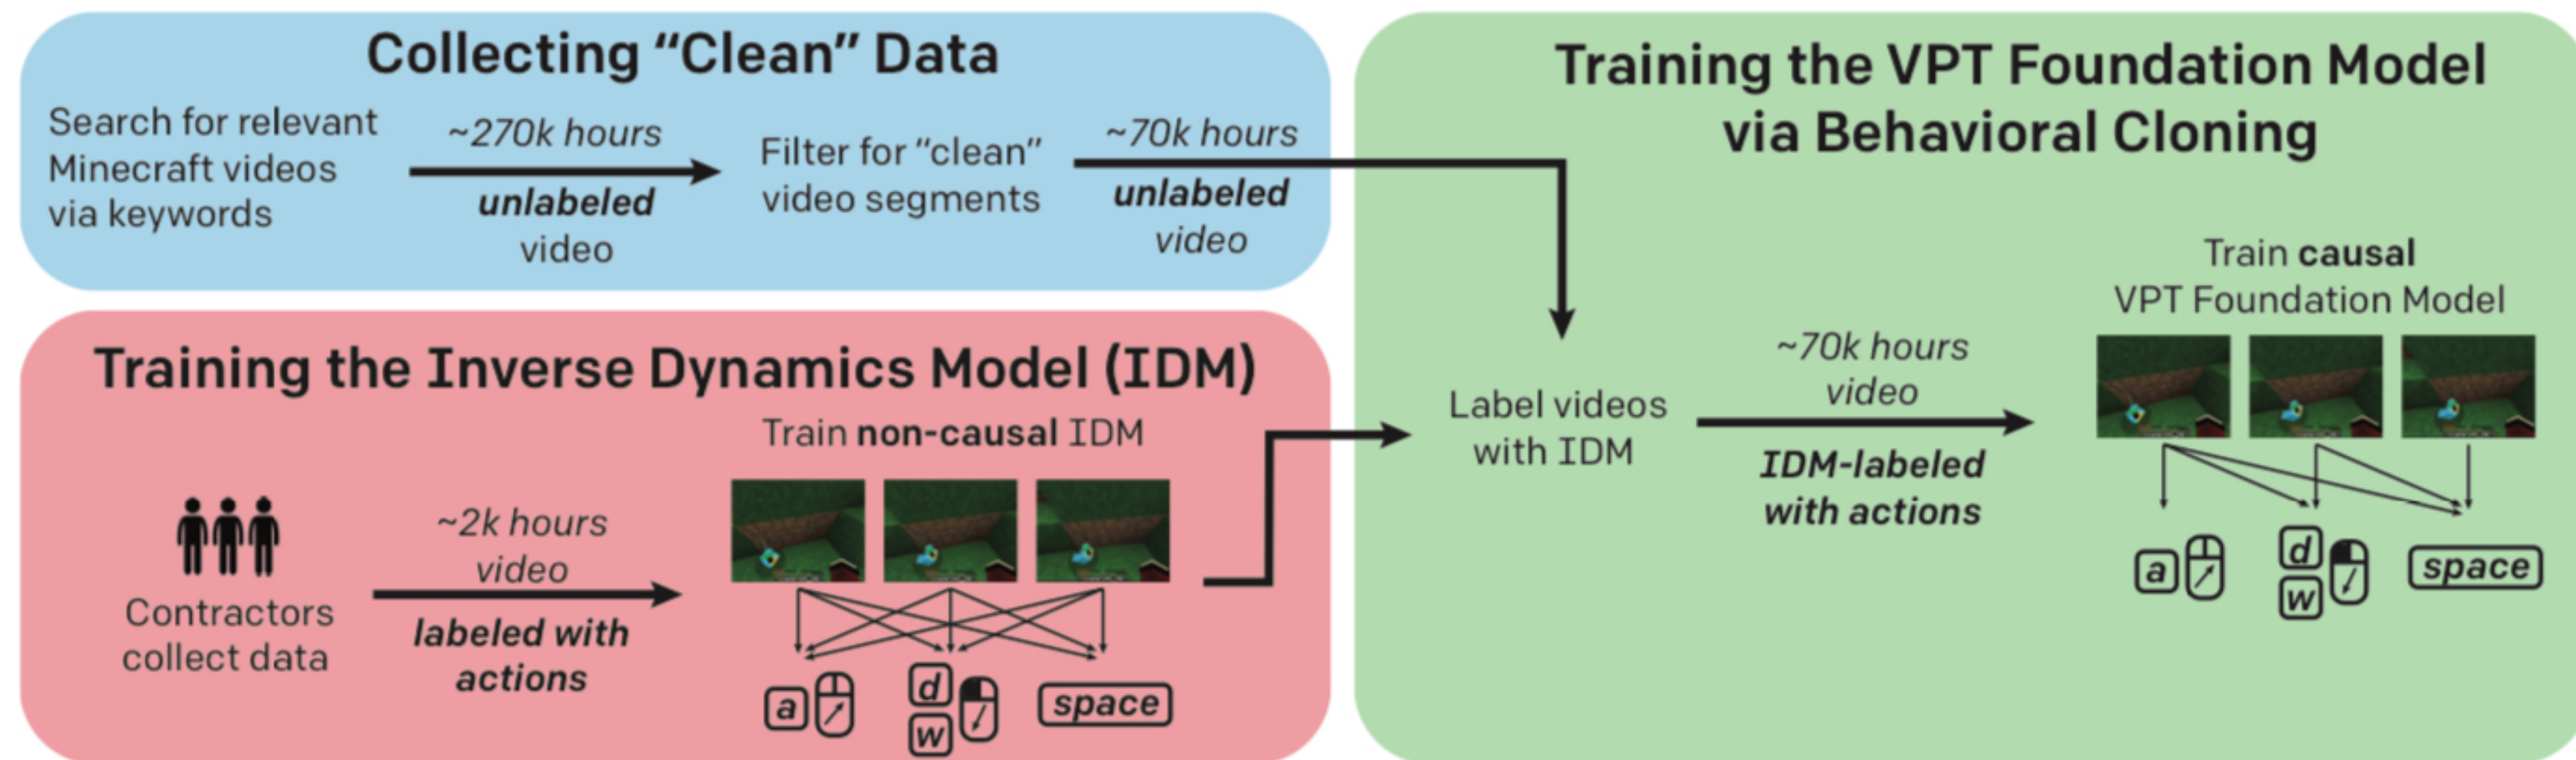 Collecting “Clean” Data
Search for relevant
Minecraft videos
via keywords
~270k hours
unlabeled
video
Filter for “clean”
video segments
~70k hours
unlabeled
video
Training the Inverse Dynamics Model (IDM)
Contractors
collect data
~2k hours
video
labeled with
actions
Train non-causal IDM
a
d
w
space
Training the VPT Foundation Model
via Behavioral Cloning
Label videos
with IDM
~70k hours
video
IDM-labeled
with actions
Train causal
VPT Foundation Model
a
d
w
space